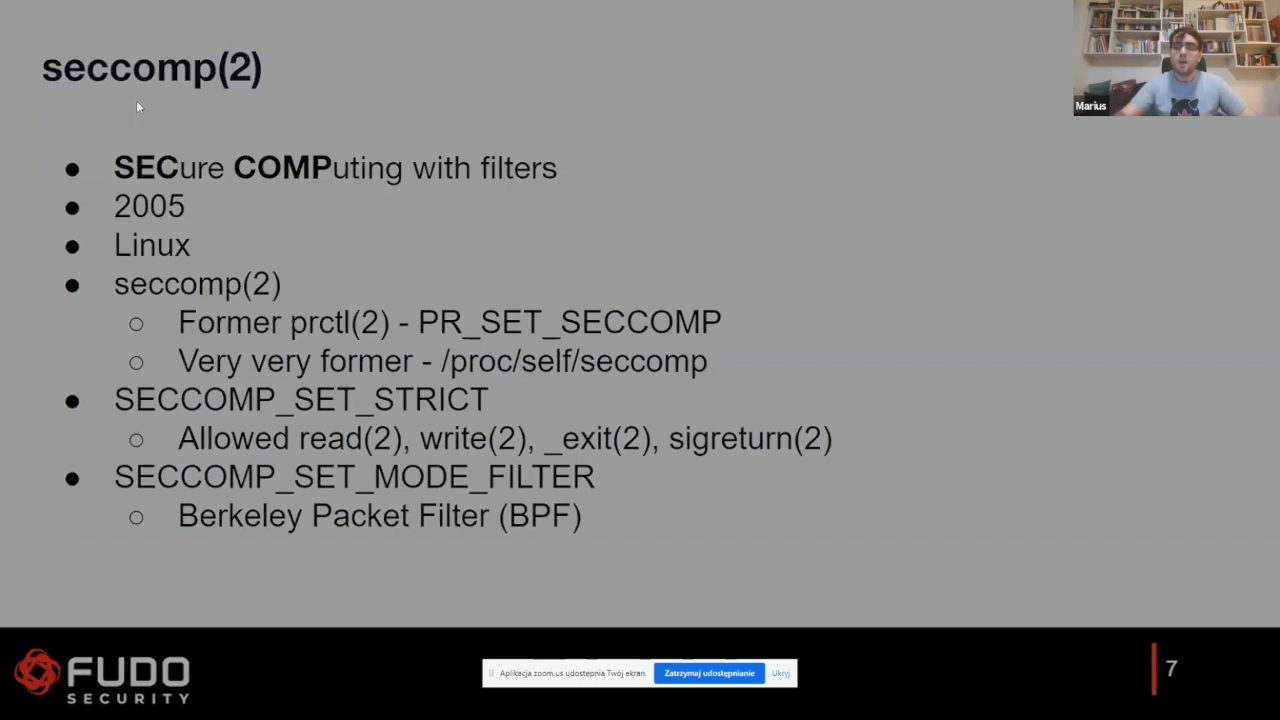 seccomp(2)
Marius
● SECure COMPuting with filters
● 2005
● Linux
● seccomp(2)
○ Former prctl(2) - PR_SET_SECCOMP
○ Very very former - /proc/self/seccomp
● SECCOMP_SET_STRICT
○ Allowed read(2), write(2), _exit(2), sigreturn(2)
● SECCOMP_SET_MODE_FILTER
○ Berkeley Packet Filter (BPF)
FUDO
SECURITY
Aplikacja zoom.us udostępnia Twój ekran. Zatrzymaj udostępnianie Ukryj
7